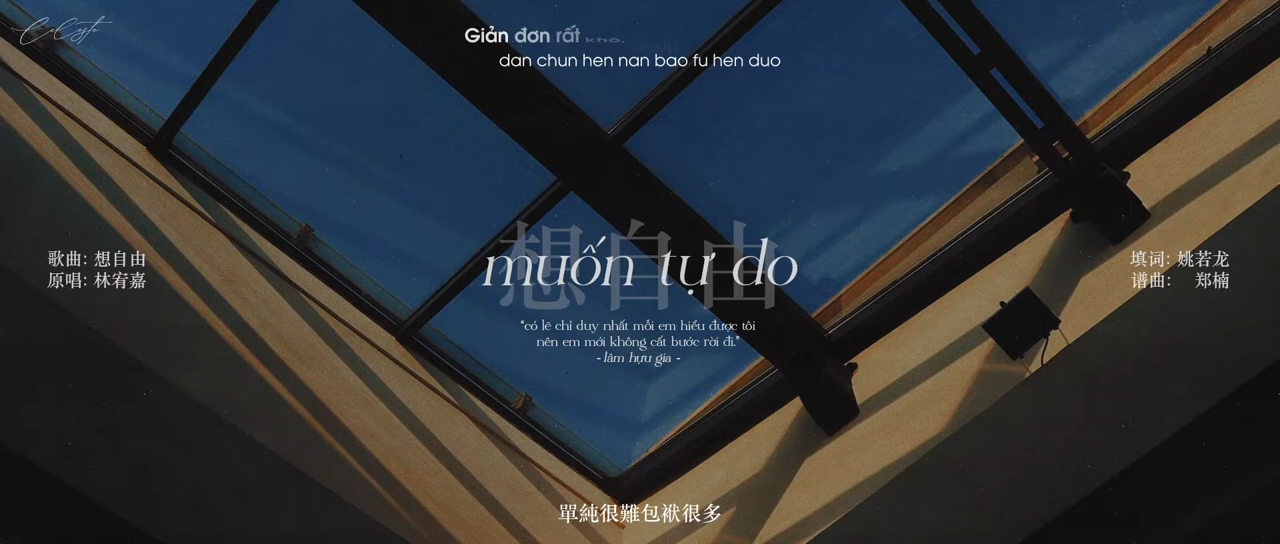 Celeste
Giản đơn rất khó,
dan chun hen nan bao fu hen duo
想自由
muốn tự do
歌曲: 想自由
原唱: 林宥嘉
填词: 姚若龙
谱曲: 郑楠
“có lẽ chỉ duy nhất mỗi em hiểu được tôi
nên em mới không cất bước rời đi.”
- lâm hựu gia -
單純很難包袱很多